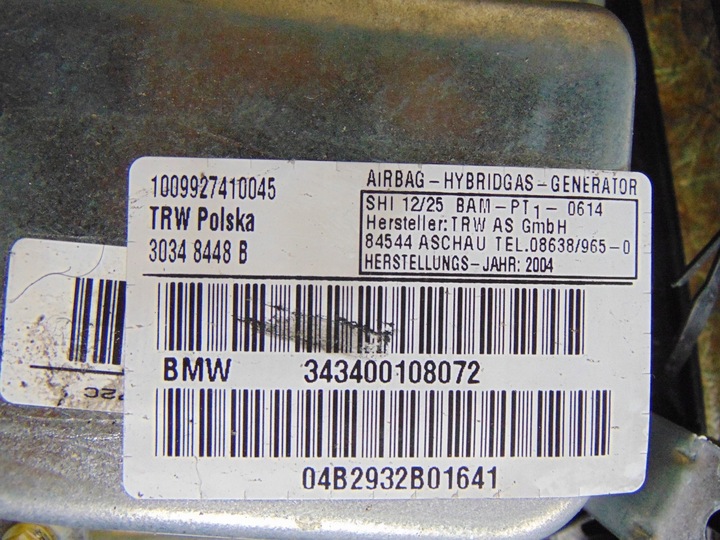 1009927410045
TRW Polska
3034 8448 B
AIRBAG-HYBRIDGAS-GENERATOR
SHI 12/25 BAM-PT1-0614
Hersteller: TRW AS GmbH
84544 ASCHAU TEL.08638/965-0
HERSTELLUNGS-JAHR: 2004
BMW 343400108072
04B2932B01641